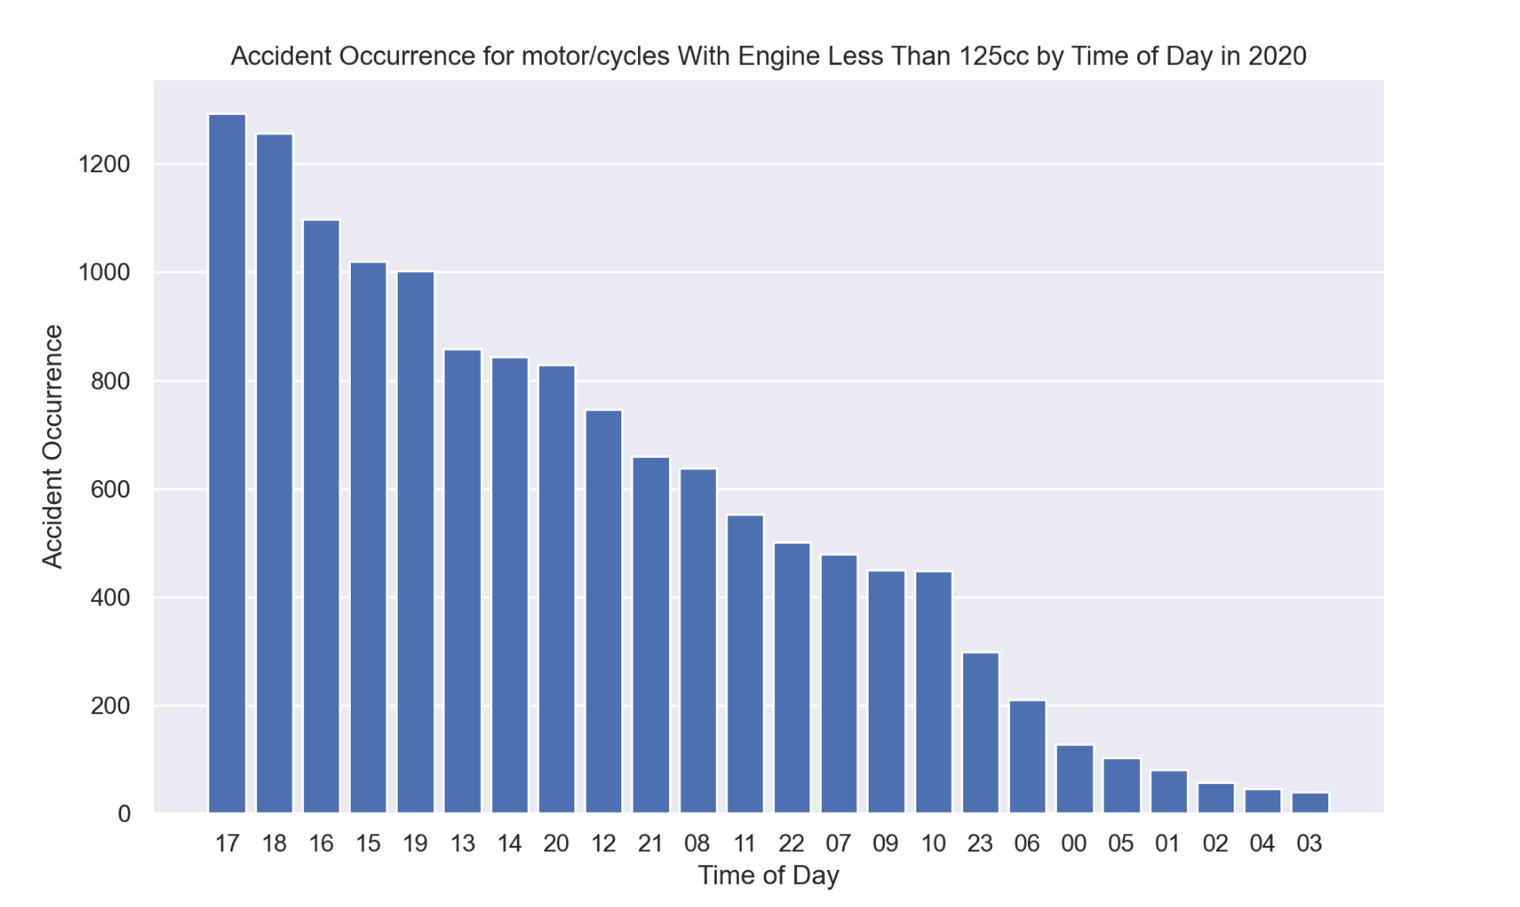 Accident Occurrence for motor/cycles With Engine Less Than 125cc by Time of Day in 2020
Accident Occurrence
1200
1000
800
600
400
200
0
17 18 16 15 19 13 14 20 12 21 08 11 22 07 09 10 23 06 00 05 01 02 04 03
Time of Day